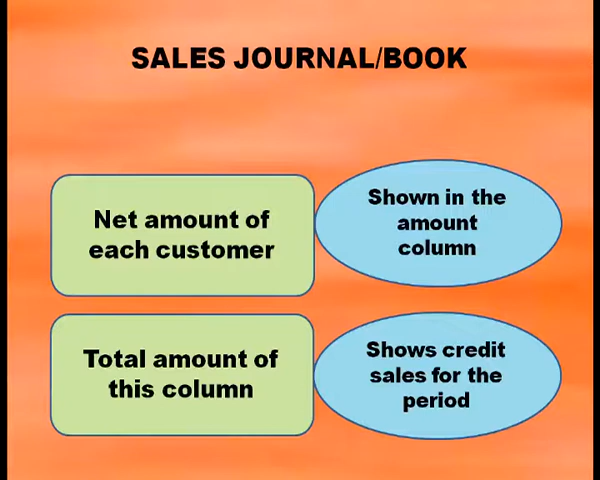 SALES JOURNAL/BOOK
Net amount of
each customer
Shown in the
amount
column
Total amount of
this column
Shows credit
sales for the
period